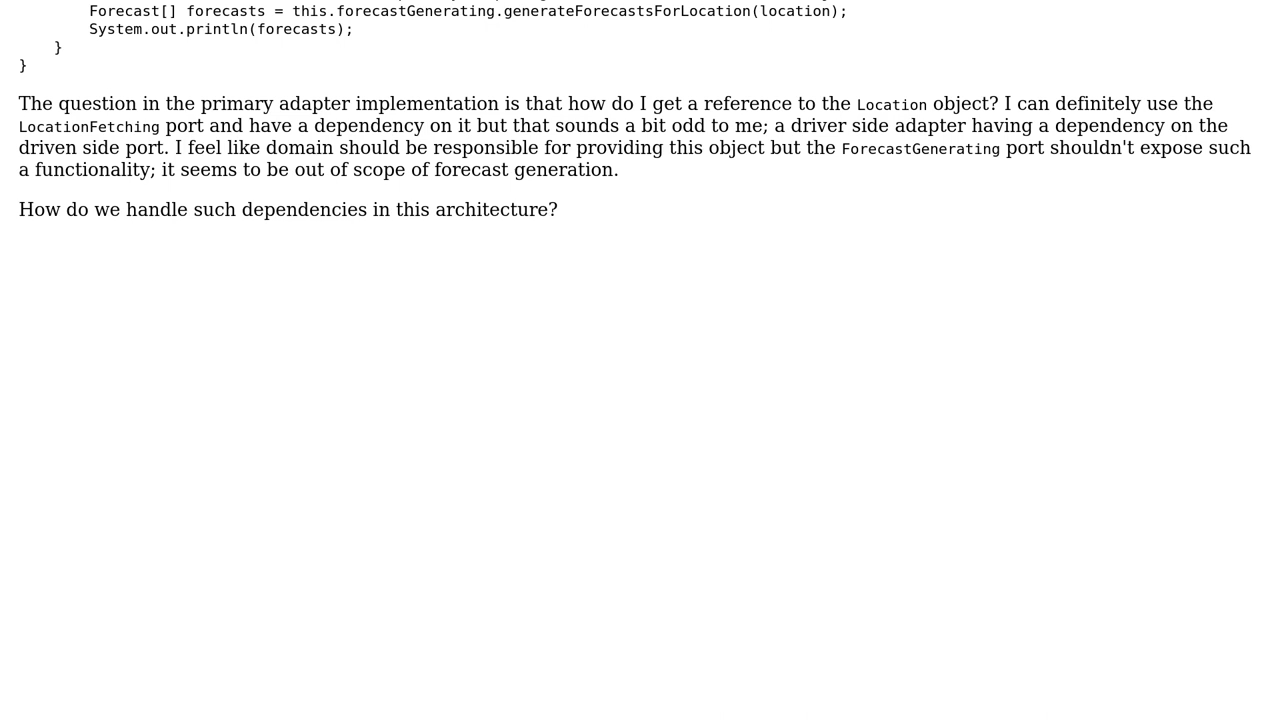 Forecast[] forecasts = this.forecastGenerating.generateForecastsForLocation(location);
System.out.println(forecasts);
}
}
The question in the primary adapter implementation is that how do I get a reference to the Location object? I can definitely use the
LocationFetching port and have a dependency on it but that sounds a bit odd to me; a driver side adapter having a dependency on the
driven side port. I feel like domain should be responsible for providing this object but the ForecastGenerating port shouldn't expose such
a functionality; it seems to be out of scope of forecast generation.
How do we handle such dependencies in this architecture?